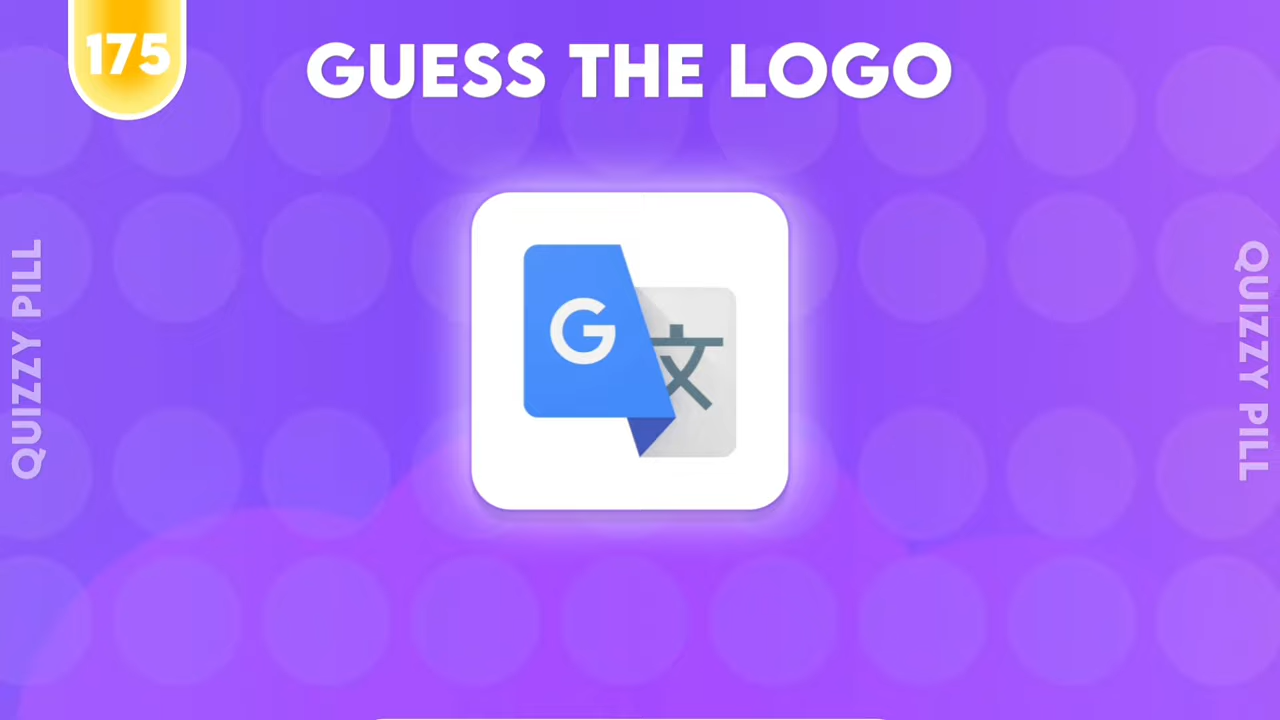 175
GUESS THE LOGO
G
文
QUIZZY PILL
QUIZZY PILL